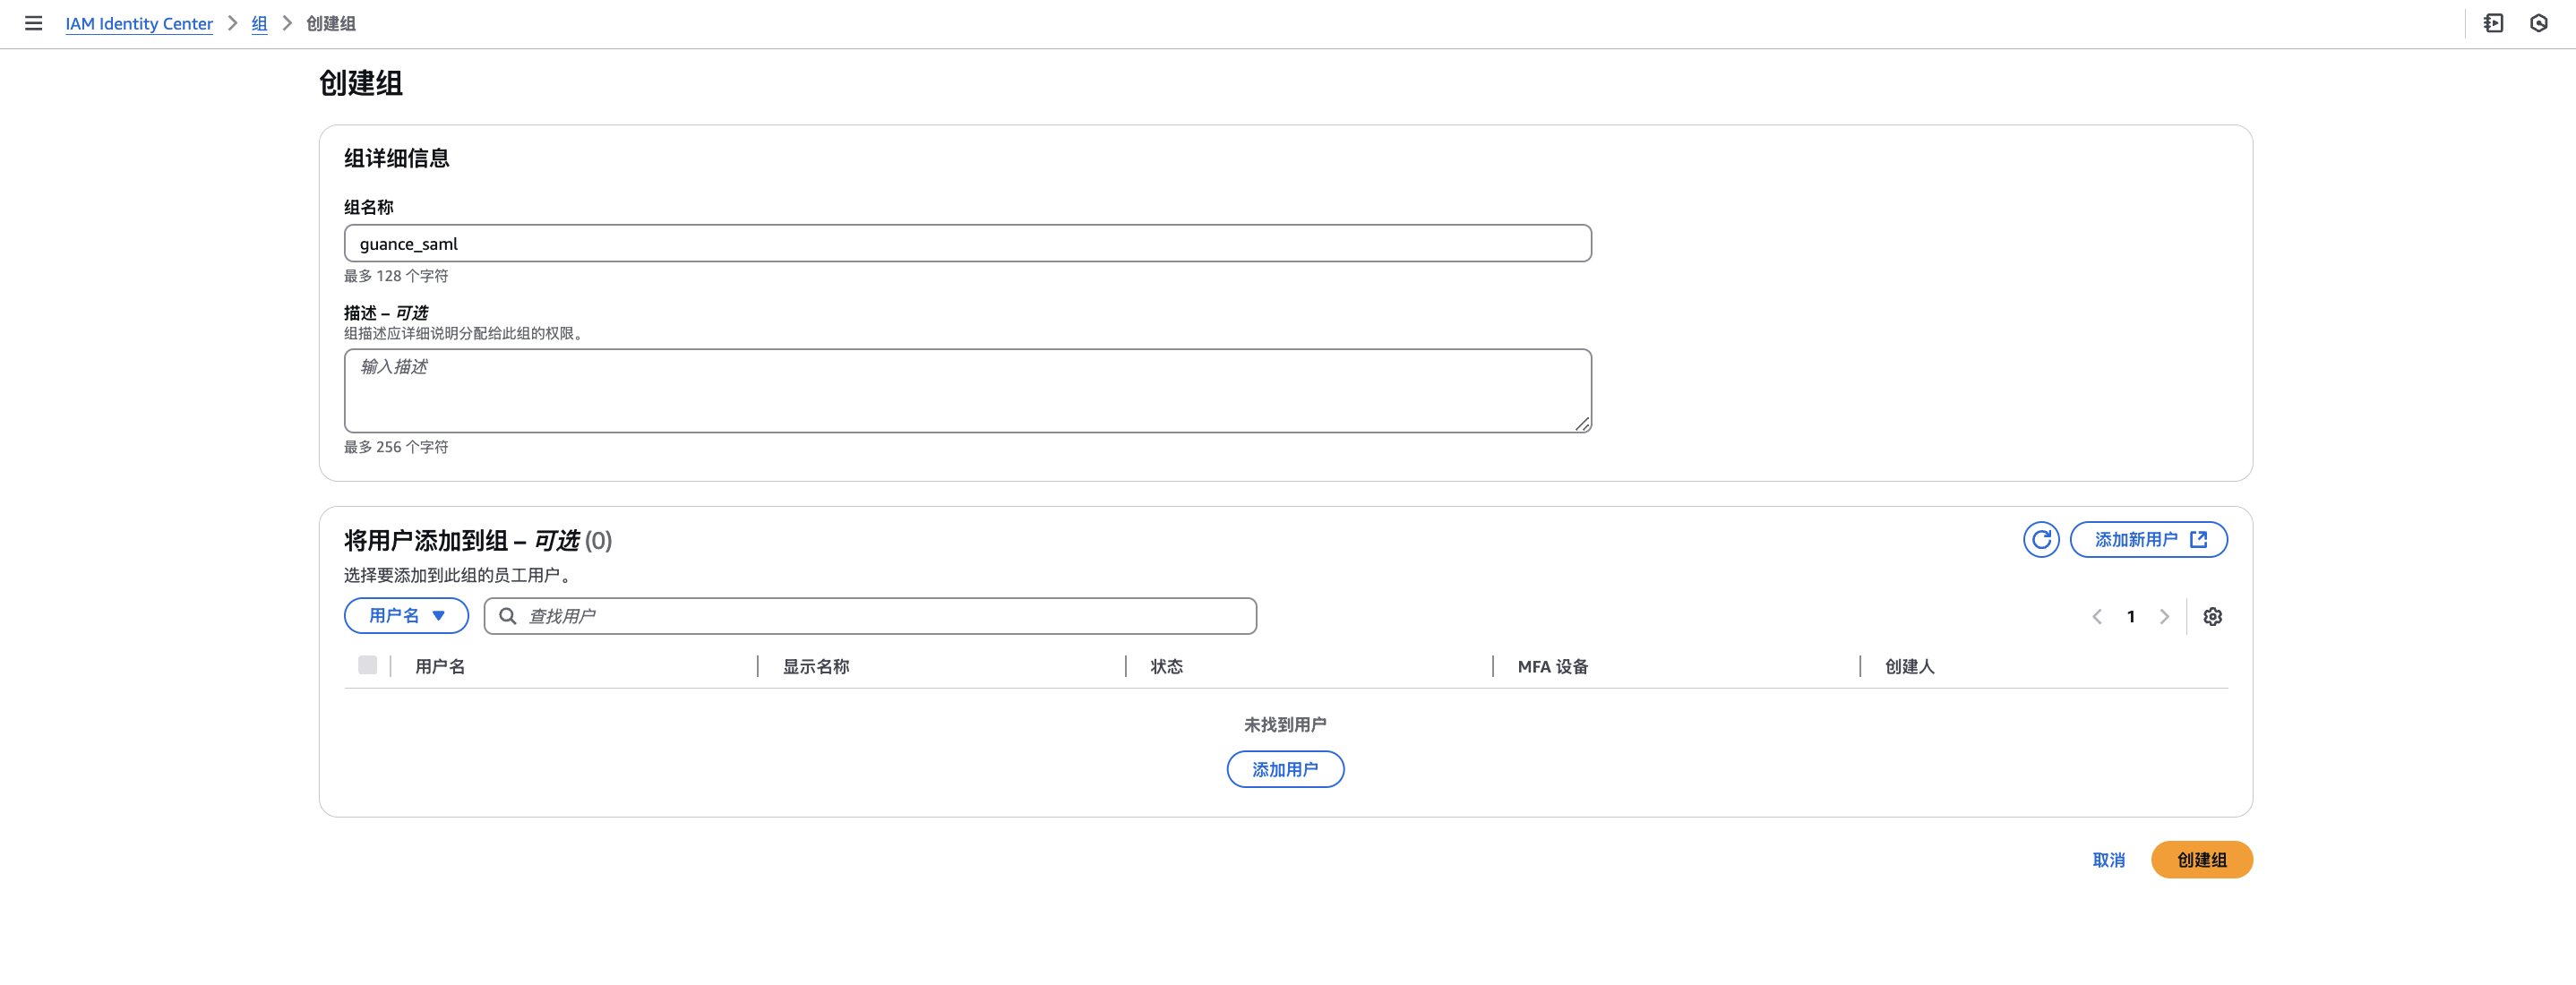 IAM Identity Center > 组 > 创建组
创建组
组详细信息
组名称
guance_saml
最多 128 个字符
描述 – 可选
组描述应详细说明分配给此组的权限。
输入描述
最多 256 个字符
将用户添加到组 – 可选 (0)
添加新用户
选择要添加到此组的员工用户。
用户名 查找用户 1
用户名 显示名称 状态 MFA 设备 创建人
未找到用户
添加用户
取消 创建组